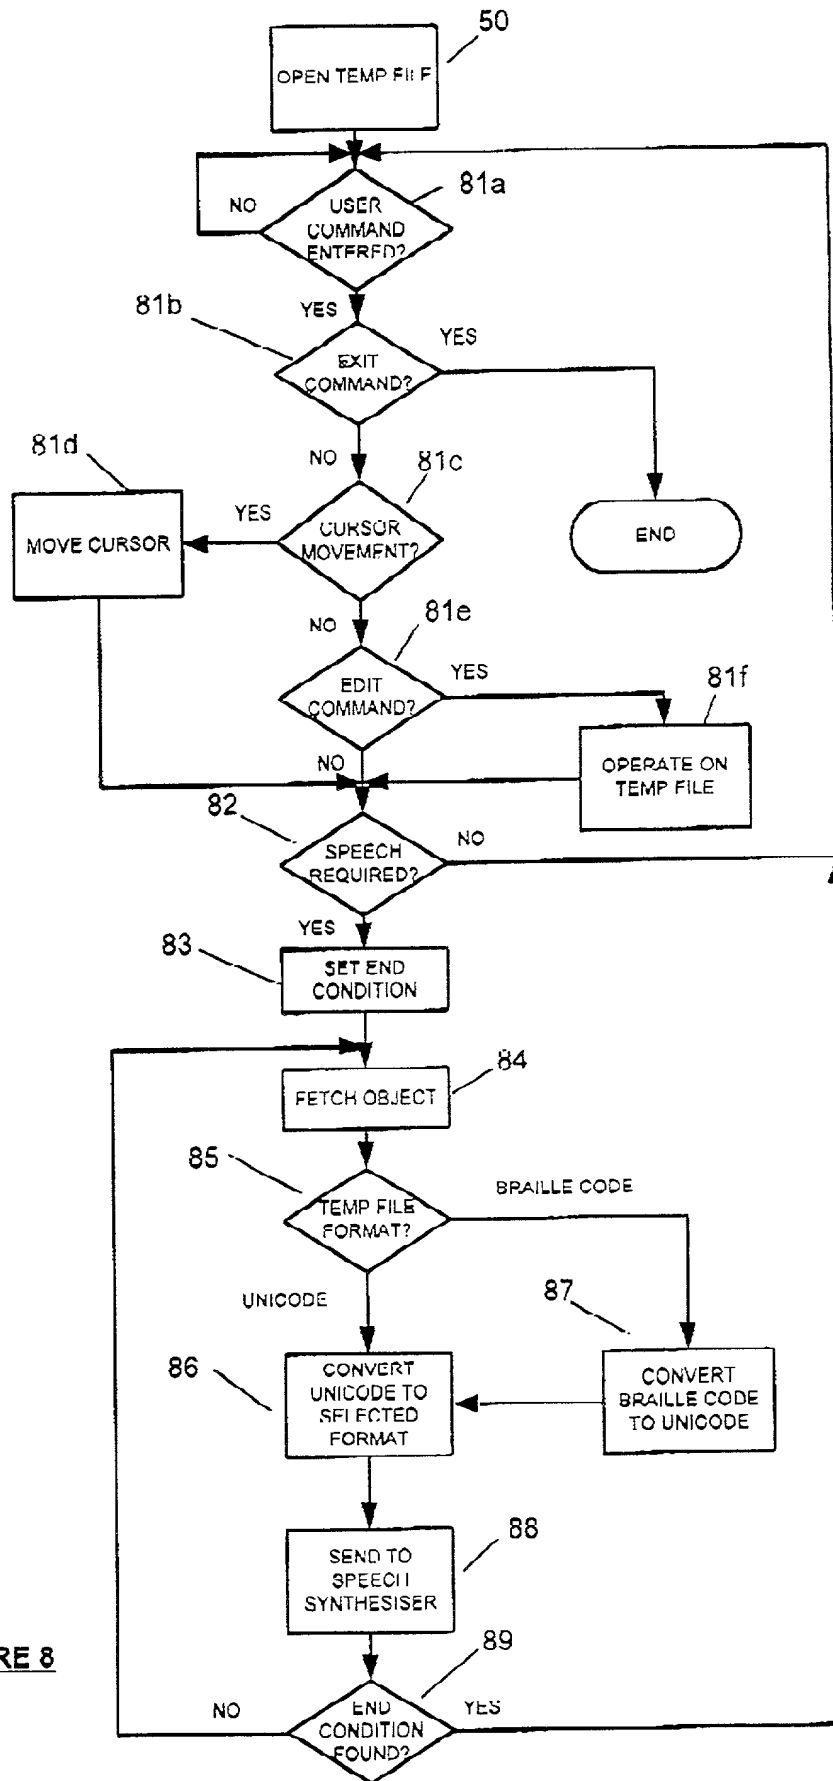 50
OPEN TEMP FILE
81a
NO
USER
COMMAND
ENTERED?
YES
81b
YES
EXIT
COMMAND?
NO
81d
81c
YES
CURSOR
MOVEMENT?
MOVE CURSOR
END
NO
81e
YES
EDIT
COMMAND?
81f
NO
OPERATE ON
TEMP FILE
82
NO
SPEECH
REQUIRED?
YES
83
SET END
CONDITION
84
FETCH OBJECT
85
BRAILLE CODE
TEMP FILE
FORMAT?
UNICODE
87
86
CONVERT
UNICODE TO
SELECTED
FORMAT
CONVERT
BRAILLE CODE
TO UNICODE
88
SEND TO
SPEECH
SYNTHESISER
89
RE 8
NO
YES
END
CONDITION
FOUND?